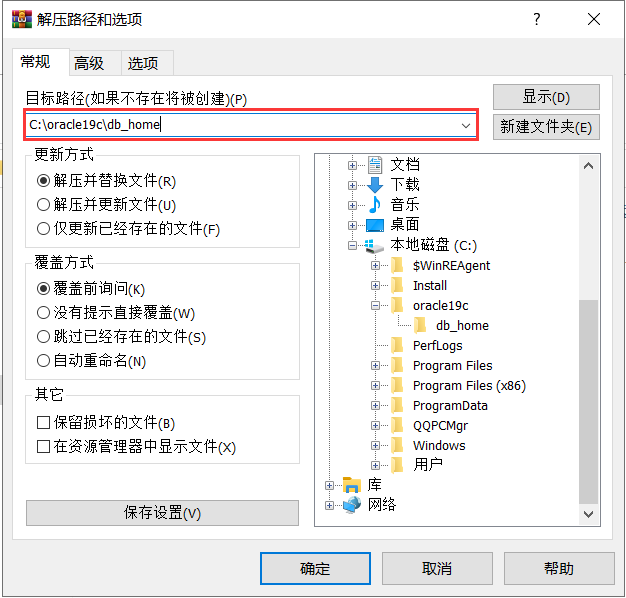 解压路径和选项
?
常规 高级 选项
目标路径(如果不存在将被创建)(P)
显示(D)
C:\oracle19c\db_home
新建文件夹(E)
更新方式
解压并替换文件(R)
解压并更新文件(U)
仅更新已经存在的文件(F)
覆盖方式
覆盖前询问(K)
没有提示直接覆盖(W)
跳过已经存在的文件(S)
自动重命名(N)
其它
保留损坏的文件(B)
在资源管理器中显示文件(X)
保存设置(V)
文档
下载
音乐
桌面
本地磁盘 (C:)
$WinREAgent
Install
oracle19c
db_home
PerfLogs
Program Files
Program Files (x86)
ProgramData
QQPCMgr
Windows
用户
库
网络
确定 取消 帮助